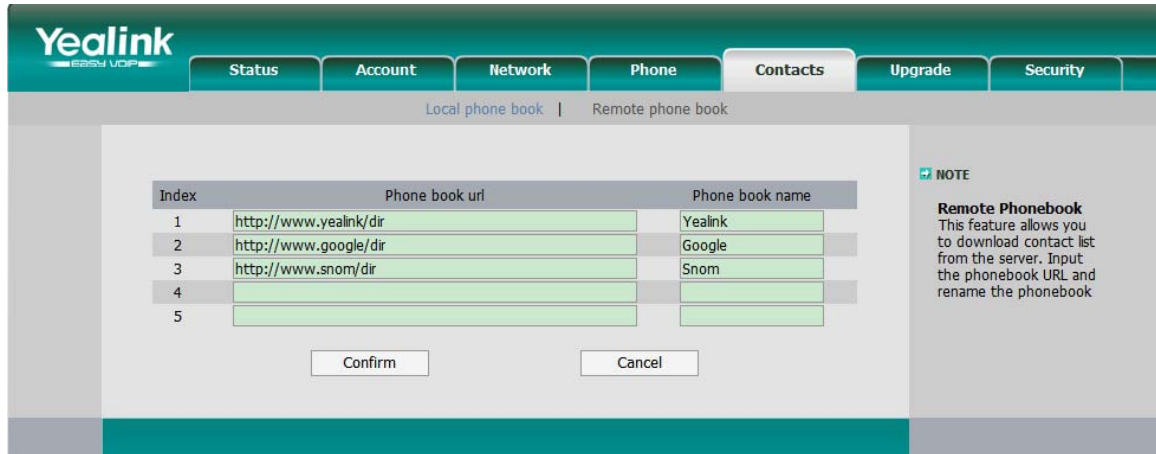 Yealink
EASY VOIP
Status Account Network Phone Contacts Upgrade Security
Local phone book | Remote phone book
NOTE
Index Phone book url Phone book name
1 http://www.yealink/dir Yealink
2 http://www.google/dir Google
3 http://www.snom/dir Snom
4
5
Confirm Cancel
Remote Phonebook
This feature allows you
to download contact list
from the server. Input
the phonebook URL and
rename the phonebook